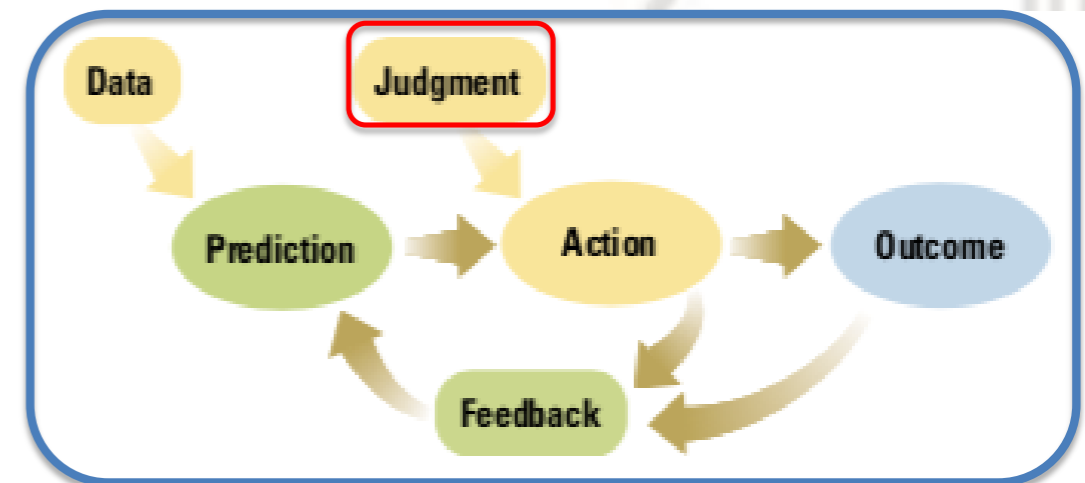 Data
Judgment
Prediction
Action
Outcome
Feedback